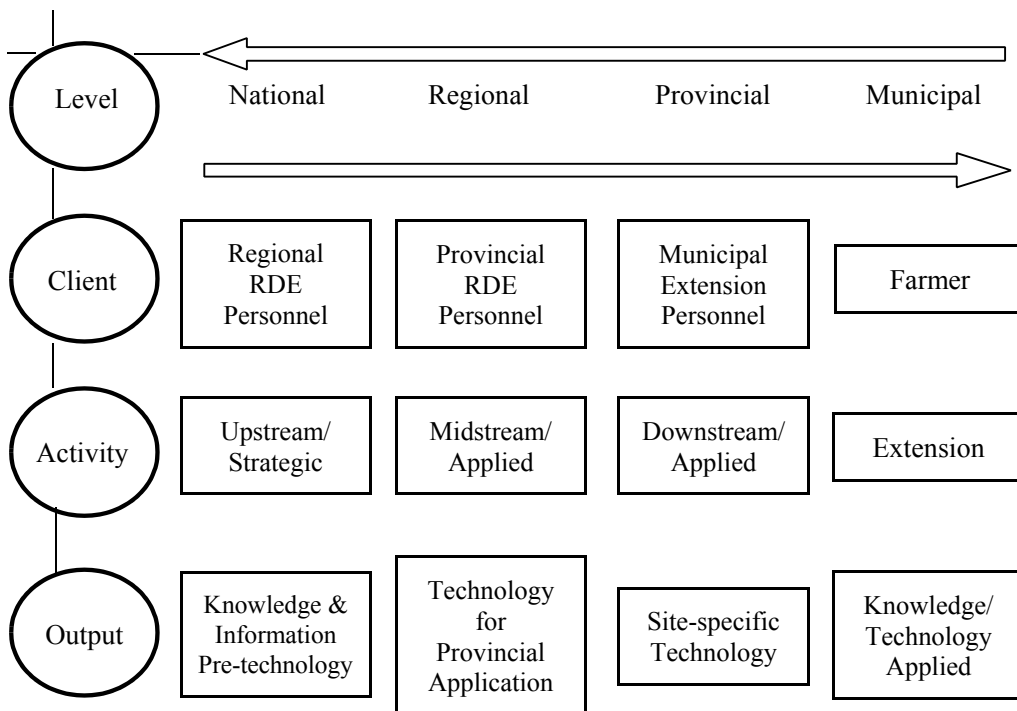 Level
National
Regional
Provincial
Municipal
Client
Regional
RDE
Personnel
Provincial
RDE
Personnel
Municipal
Extension
Personnel
Farmer
Activity
Upstream/
Strategic
Midstream/
Applied
Downstream/
Applied
Extension
Output
Knowledge &
Information
Pre-technology
Technology
for
Provincial
Application
Site-specific
Technology
Knowledge/
Technology
Applied